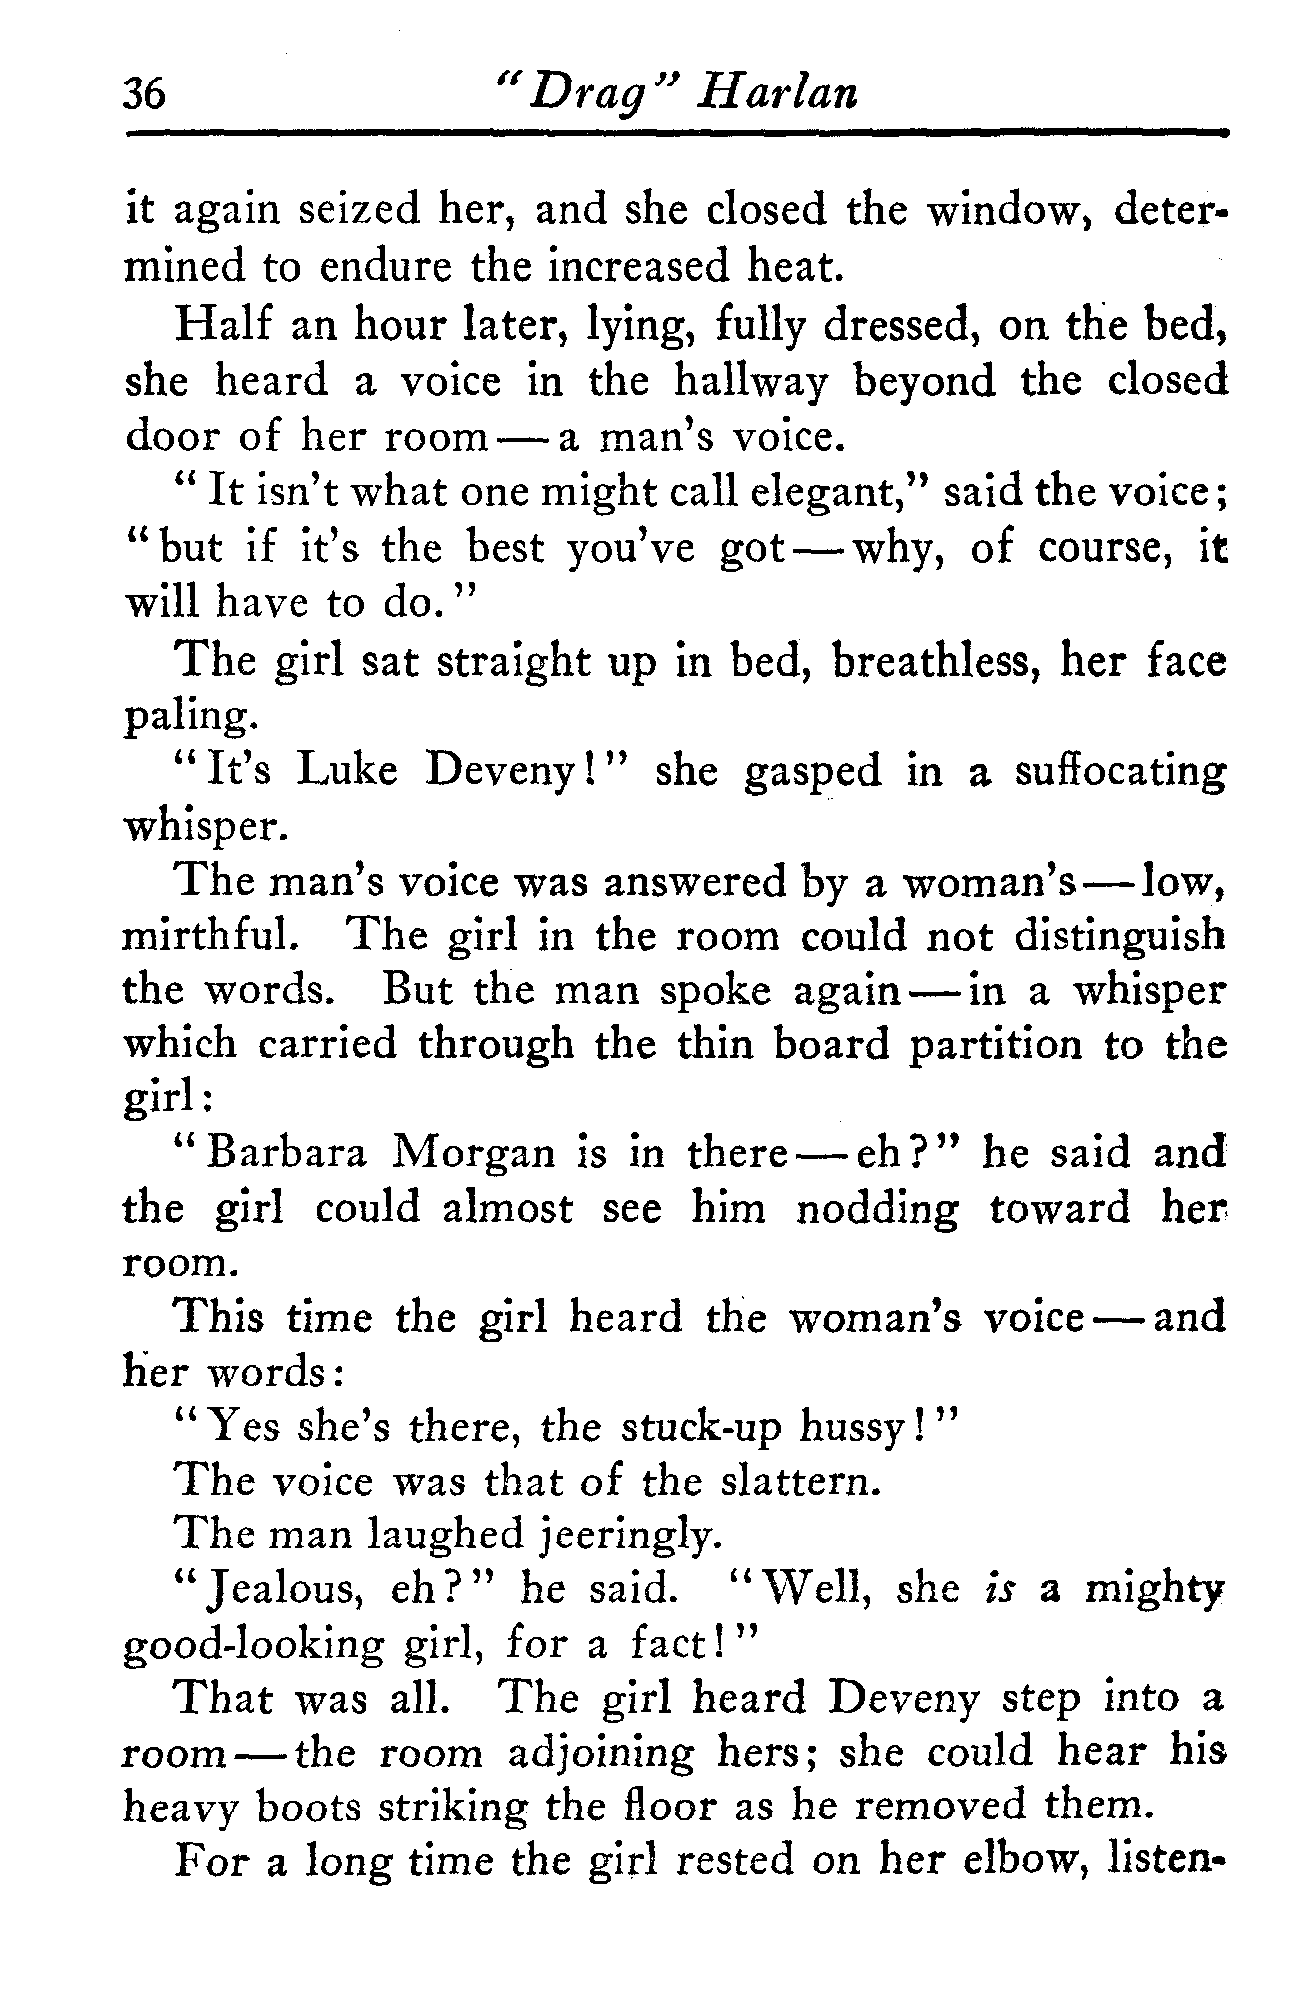 36 "Drag" Harlan
it again seized her, and she closed the window, deter-
mined to endure the increased heat.
Half an hour later, lying, fully dressed, on the bed,
she heard a voice in the hallway beyond the closed
door of her room—a man's voice.
"It isn't what one might call elegant," said the voice;
"but if it's the best you've got—why, of course, it
will have to do."
The girl sat straight up in bed, breathless, her face
paling.
"It's Luke Deveny!" she gasped in a suffocating
whisper.
The man's voice was answered by a woman's—low,
mirthful. The girl in the room could not distinguish
the words. But the man spoke again—in a whisper
which carried through the thin board partition to the
girl:
"Barbara Morgan is in there—eh?" he said and
the girl could almost see him nodding toward her
room.
This time the girl heard the woman's voice—and
her words:
"Yes she's there, the stuck-up hussy!"
The voice was that of the slattern.
The man laughed jeeringly.
"Jealous, eh?" he said. "Well, she is a mighty
good-looking girl, for a fact!"
That was all. The girl heard Deveny step into a
room—the room adjoining hers; she could hear his
heavy boots striking the floor as he removed them.
For a long time the girl rested on her elbow, listen-